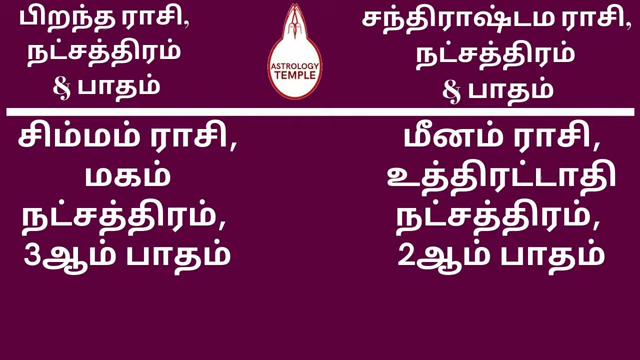 பிறந்த ராசி,
நட்சத்திரம்
& பாதம்
ASTROLOGY
TEMPLE
சந்திராஷ்டம ராசி,
நட்சத்திரம்
& பாதம்
சிம்மம் ராசி,
மகம்
நட்சத்திரம்,
3ஆம் பாதம்
மீனம் ராசி,
உத்திரட்டாதி
நட்சத்திரம்,
2ஆம் பாதம்